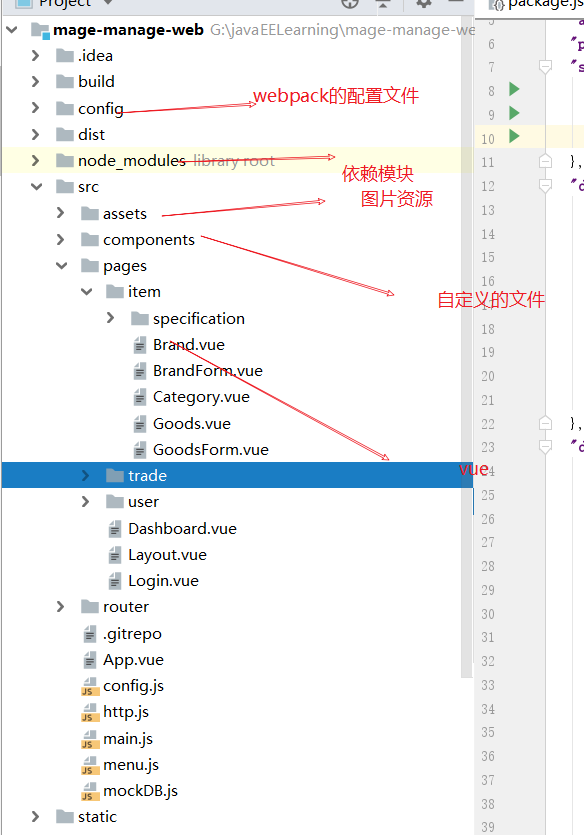 Project
package.js
mage-manage-web G:\javaEELearning\mage-manage-we
.idea
build
config
webpack的配置文件
dist
node_modules library root
依赖模块
src
assets
图片资源
components
pages
item
自定义的文件
specification
Brand.vue
BrandForm.vue
Category.vue
Goods.vue
GoodsForm.vue
trade
vue
user
Dashboard.vue
Layout.vue
Login.vue
router
.gitrepo
App.vue
config.js
http.js
main.js
menu.js
mockDB.js
static
6 "p
7 "s
8
9
10
11 },
12 "d
13
14
15
16
17
18
19
20
21
22 },
23 "d
24
25
26
27
28
29
30
31
32
33
34
35
36
37
38
39